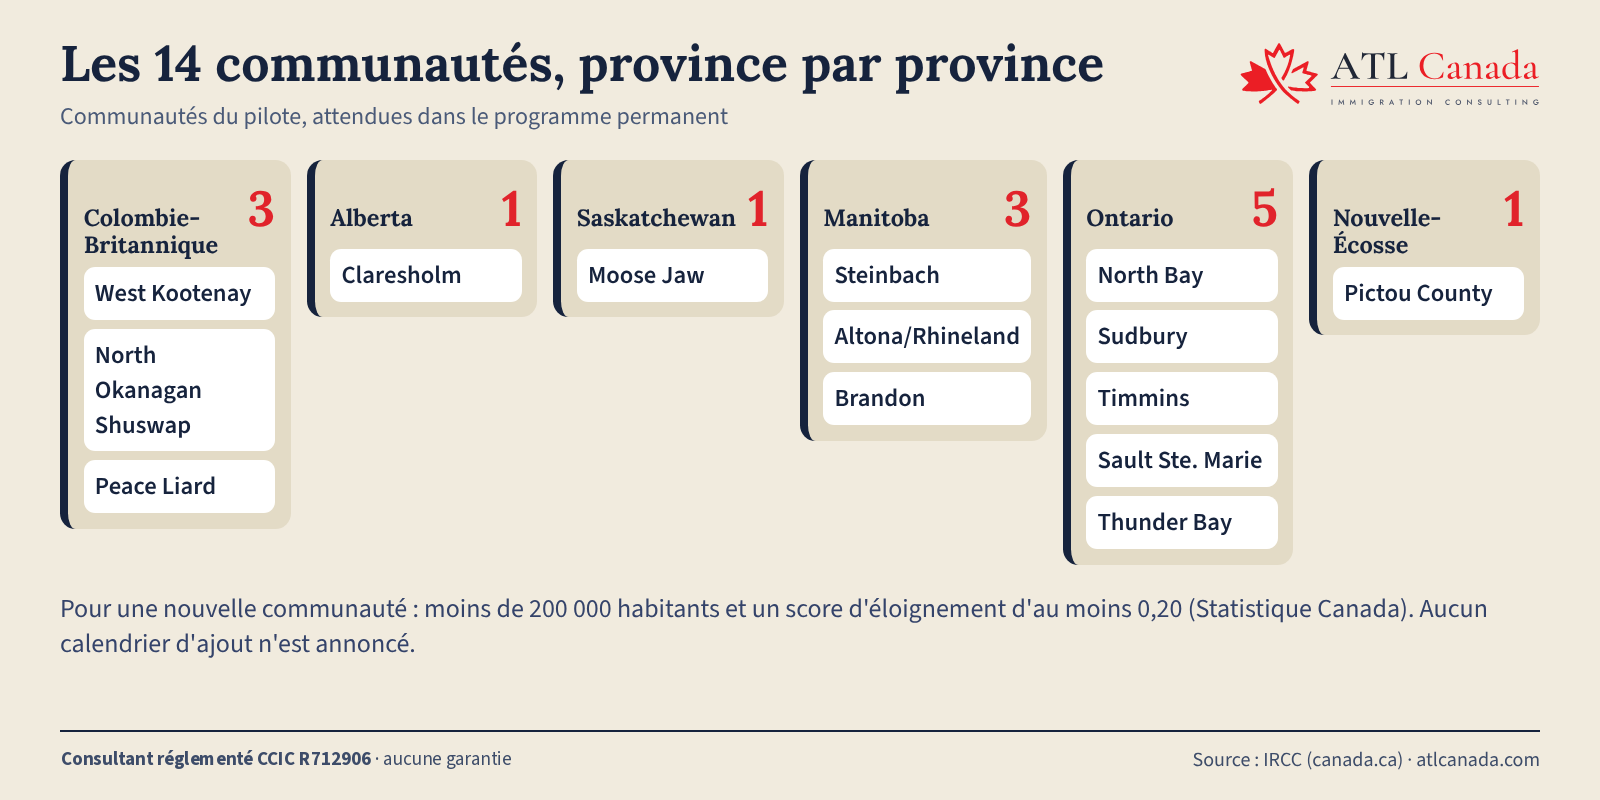 Les 14 communautés, province par province
Communautés du pilote, attendues dans le programme permanent
ATL Canada
IMMIGRATION CONSULTING
Colombie-
Britannique
3
West Kootenay
North
Okanagan
Shuswap
Peace Liard
Alberta
1
Claresholm
Saskatchewan
1
Moose Jaw
Manitoba
3
Steinbach
Altona/Rhineland
Brandon
Ontario
5
North Bay
Sudbury
Timmins
Sault Ste. Marie
Thunder Bay
Nouvelle-
Écosse
1
Pictou County
Pour une nouvelle communauté : moins de 200 000 habitants et un score d'éloignement d'au moins 0,20 (Statistique Canada). Aucun
calendrier d'ajout n'est annoncé.
Consultant réglementé CCIC R712906 · aucune garantie
Source : IRCC (canada.ca) · atlcanada.com